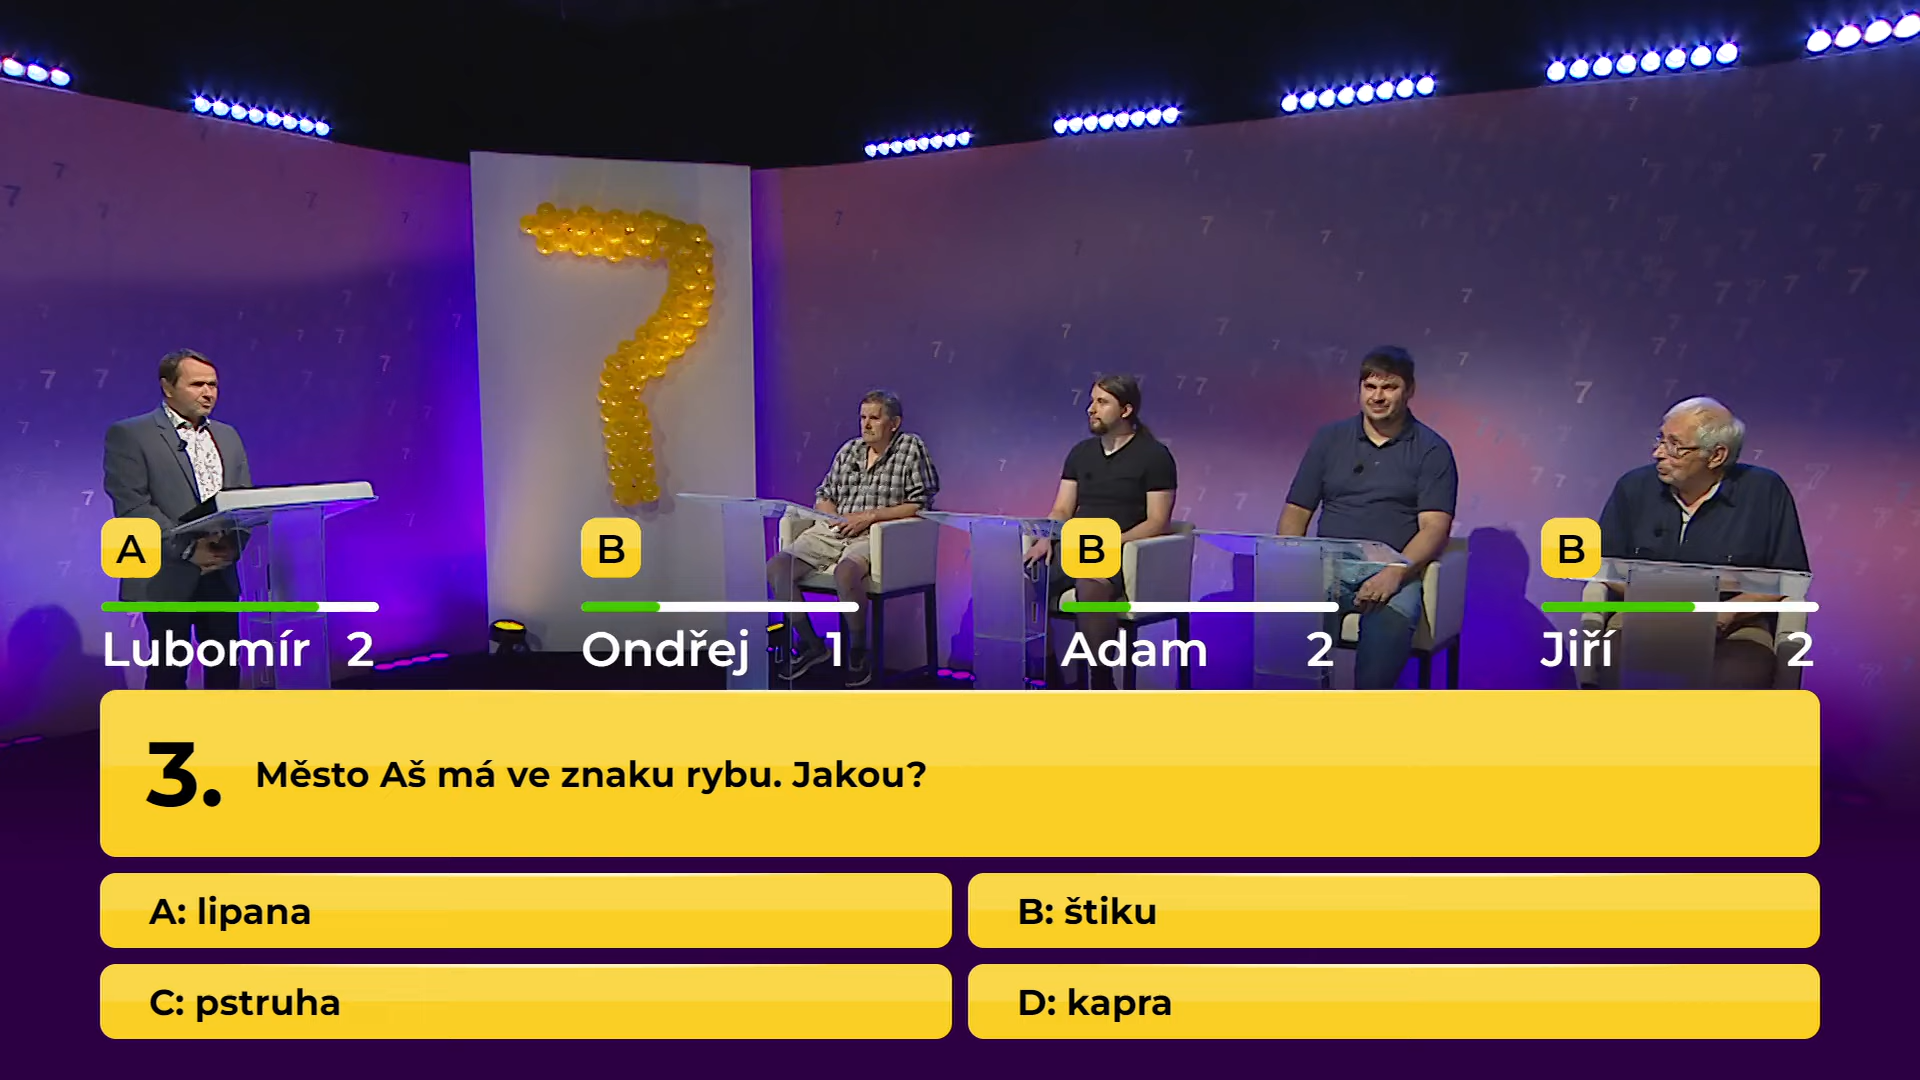 7
A
B
B
B
Lubomír 2
Ondřej 1
Adam 2
Jiří 2
3. Město Aš má ve znaku rybu. Jakou?
A: lipana
B: štiku
C: pstruha
D: kapra